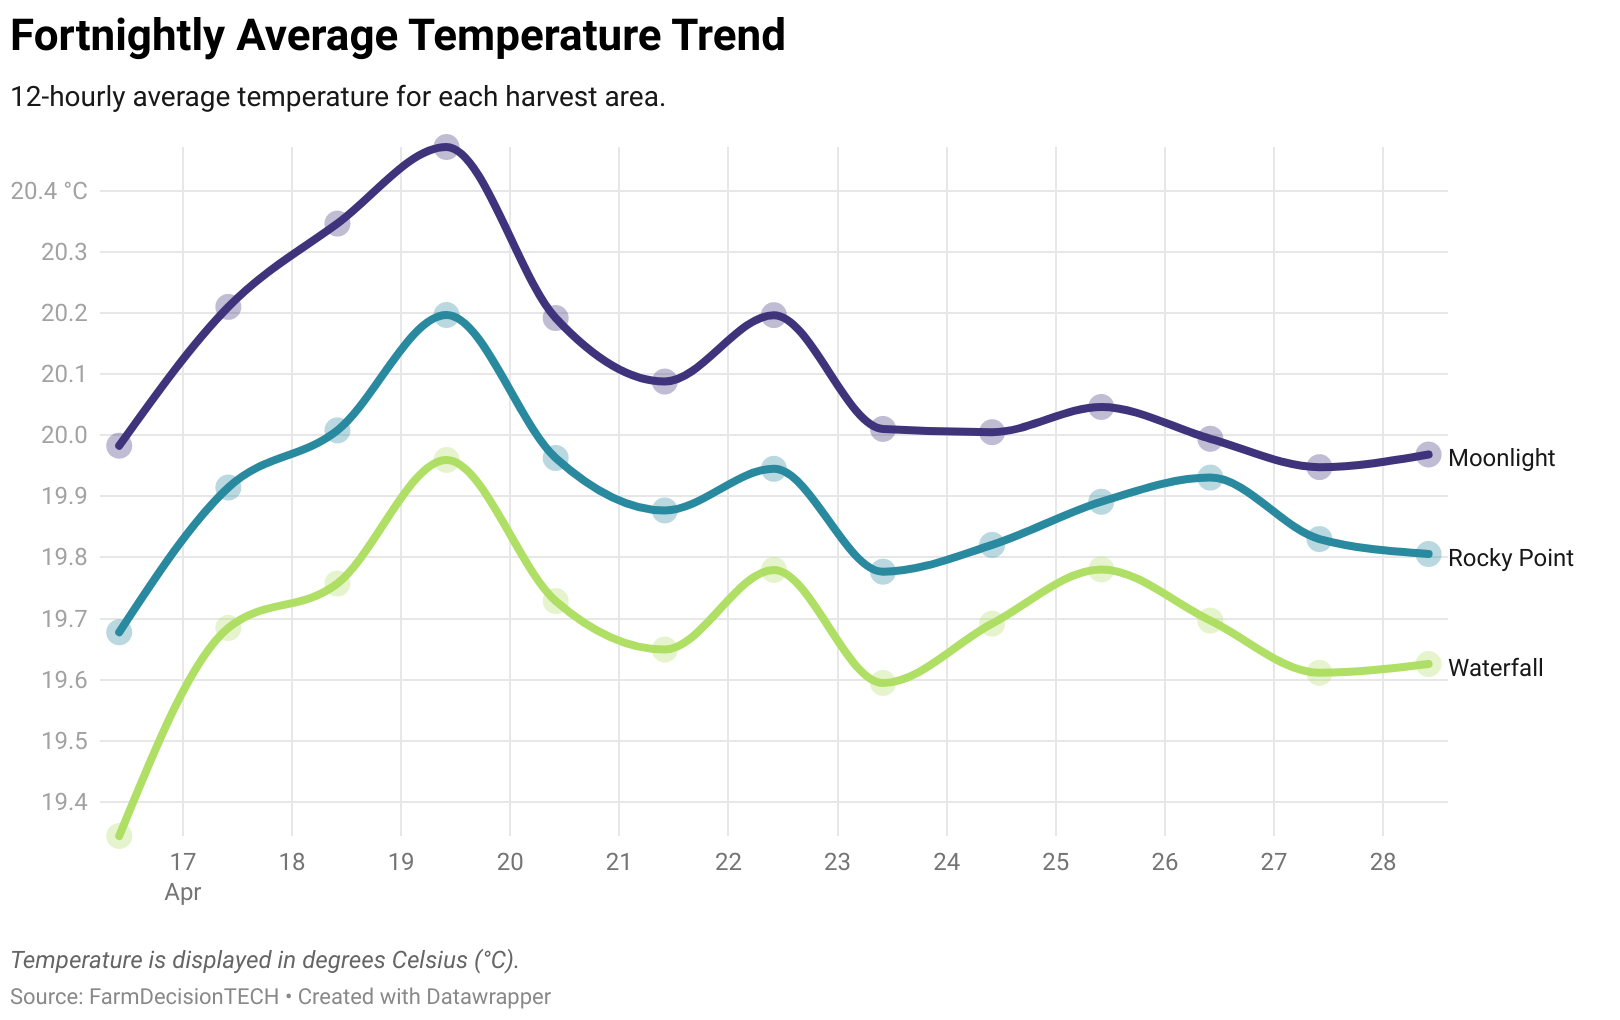 Fortnightly Average Temperature Trend
12-hourly average temperature for each harvest area.
20.4 °C
20.3
20.2
20.1
20.0
19.9
19.8
19.7
19.6
19.5
19.4
Moonlight
Rocky Point
Waterfall
17 18 19 20 21 22 23 24 25 26 27 28
Apr
Temperature is displayed in degrees Celsius (°C).
Source: FarmDecisionTECH • Created with Datawrapper